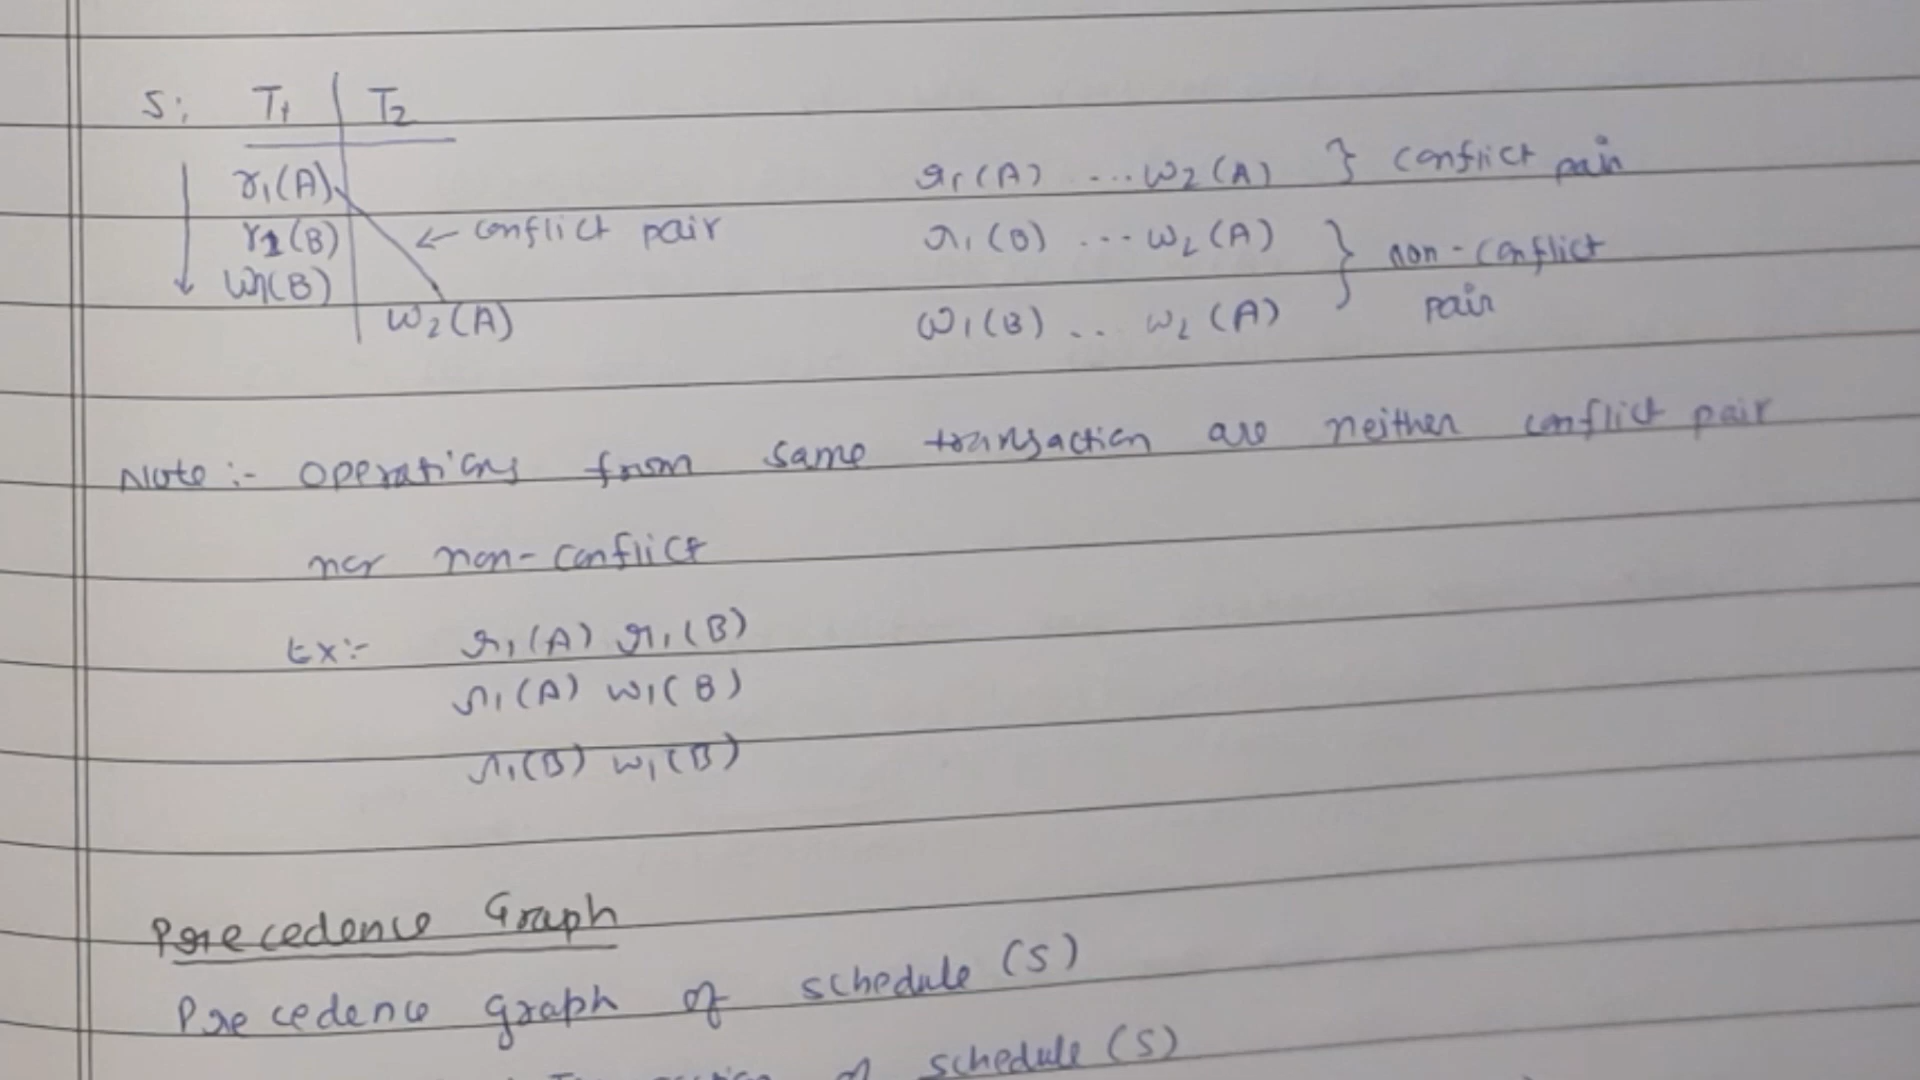 S: T1 | T2
r1(A)
r1(B) ← conflict pair
W1(B)
W2(A)
r1(A) ... W2(A) } conflict pair
r1(B) ... W2(A) } non-conflict
W1(B) .. W2(A) pair
Note :- operations from same transaction are neither conflict pair
nor non-conflict
Ex:- r1(A) r1(B)
r1(A) W1(B)
r1(B) W1(B)
Precedence Graph
Precedence graph of schedule (S)
of schedule (S)